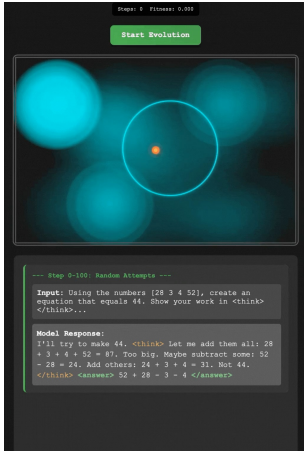 Steps: 0 Fitness: 0.000
Start Evolution
--- Step 0-100: Random Attempts ---
Input: Using the numbers [28 3 4 52], create an
equation that equals 44. Show your work in <think>
</think>...
Model Response:
I'll try to make 44. <think> Let me add them all: 28
+ 3 + 4 + 52 = 87. Too big. Maybe subtract some: 52
- 28 = 24. Add others: 24 + 3 + 4 = 31. Not 44.
</think> <answer> 52 + 28 - 3 - 4 </answer>